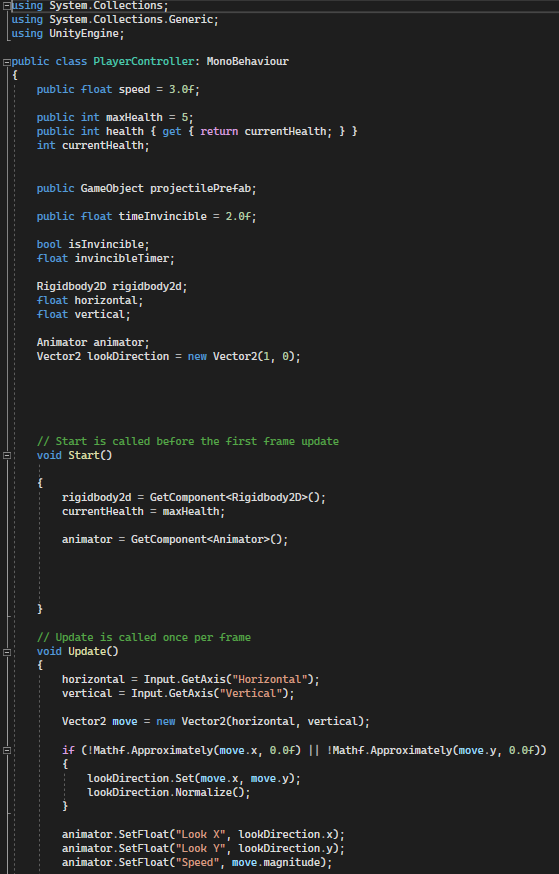 using System.Collections;
using System.Collections.Generic;
using UnityEngine;
public class PlayerController: MonoBehaviour
{
public float speed = 3.0f;
public int maxHealth = 5;
public int health { get { return currentHealth; } }
int currentHealth;
public GameObject projectilePrefab;
public float timeInvincible = 2.0f;
bool isInvincible;
float invincibleTimer;
Rigidbody2D rigidbody2d;
float horizontal;
float vertical;
Animator animator;
Vector2 lookDirection = new Vector2(1, 0);
// Start is called before the first frame update
void Start()
{
rigidbody2d = GetComponent<Rigidbody2D>();
currentHealth = maxHealth;
animator = GetComponent<Animator>();
}
// Update is called once per frame
void Update()
{
horizontal = Input.GetAxis("Horizontal");
vertical = Input.GetAxis("Vertical");
Vector2 move = new Vector2(horizontal, vertical);
if (!Mathf.Approximately(move.x, 0.0f) || !Mathf.Approximately(move.y, 0.0f))
{
lookDirection.Set(move.x, move.y);
lookDirection.Normalize();
}
animator.SetFloat("Look X", lookDirection.x);
animator.SetFloat("Look Y", lookDirection.y);
animator.SetFloat("Speed", move.magnitude);